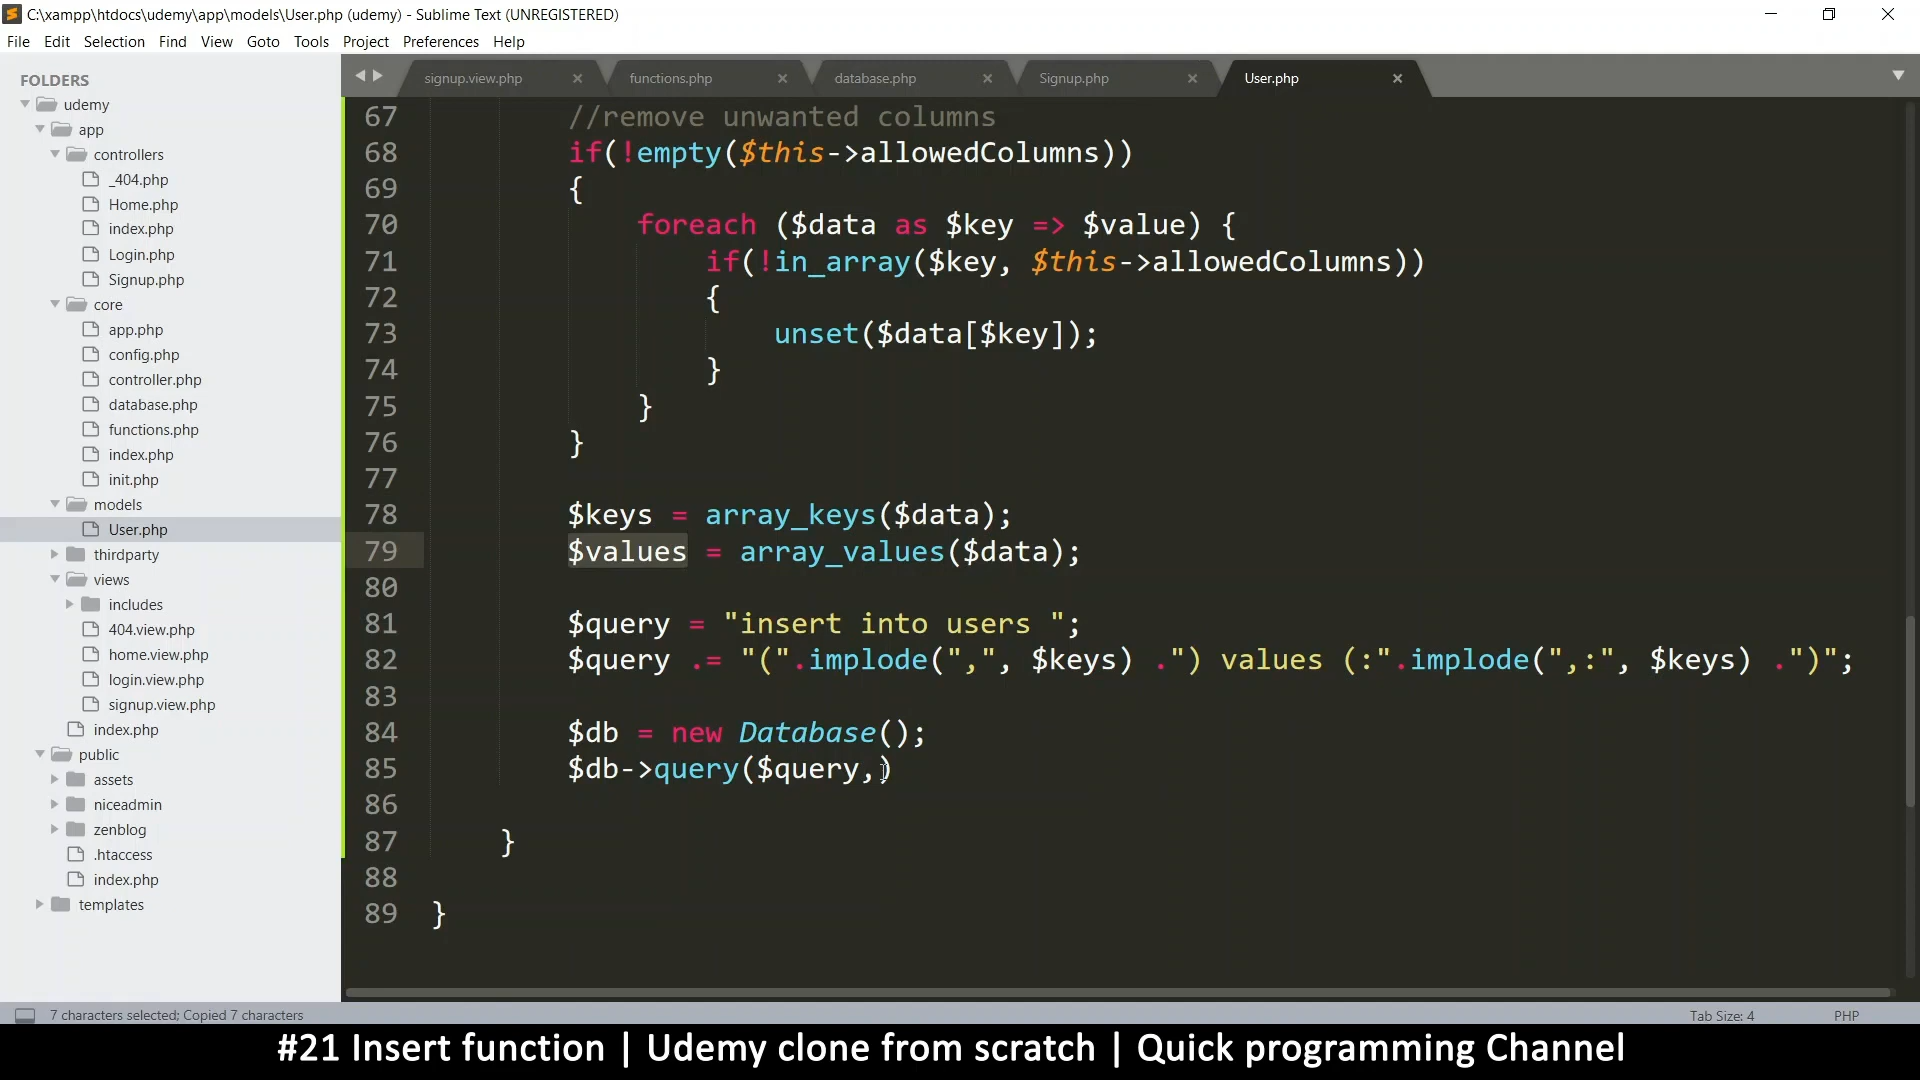 C:\xampp\htdocs\udemy\app\models\User.php (udemy) - Sublime Text (UNREGISTERED)
File Edit Selection Find View Goto Tools Project Preferences Help
FOLDERS
udemy
app
controllers
_404.php
Home.php
index.php
Login.php
Signup.php
core
app.php
config.php
controller.php
database.php
functions.php
index.php
init.php
models
User.php
thirdparty
views
includes
404.view.php
home.view.php
login.view.php
signup.view.php
index.php
public
assets
niceadmin
zenblog
.htaccess
index.php
templates
signup.view.php functions.php database.php Signup.php User.php
67 //remove unwanted columns
68 if(!empty($this->allowedColumns))
69 {
70 foreach ($data as $key => $value) {
71 if(!in_array($key, $this->allowedColumns))
72 {
73 unset($data[$key]);
74 }
75 }
76 }
77
78 $keys = array_keys($data);
79 $values = array_values($data);
80
81 $query = "insert into users ";
82 $query .= "(".implode(",", $keys) .") values (:".implode(",:", $keys) .")";
83
84 $db = new Database();
85 $db->query($query,)
86
87 }
88
89 }
7 characters selected; Copied 7 characters
Tab Size: 4 PHP
#21 Insert function | Udemy clone from scratch | Quick programming Channel